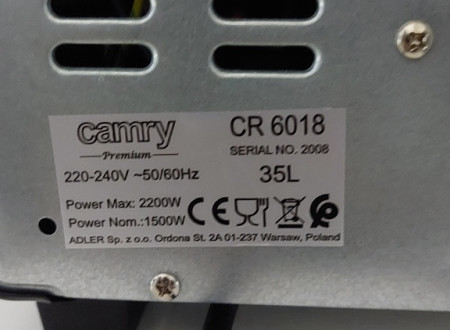 camry
Premium
CR 6018
SERIAL NO. 2008
220-240V ~50/60Hz
35L
Power Max: 2200W
Power Nom.:1500W
CE
ADLER Sp. z o.o. Ordona St. 2A 01-237 Warsaw, Poland